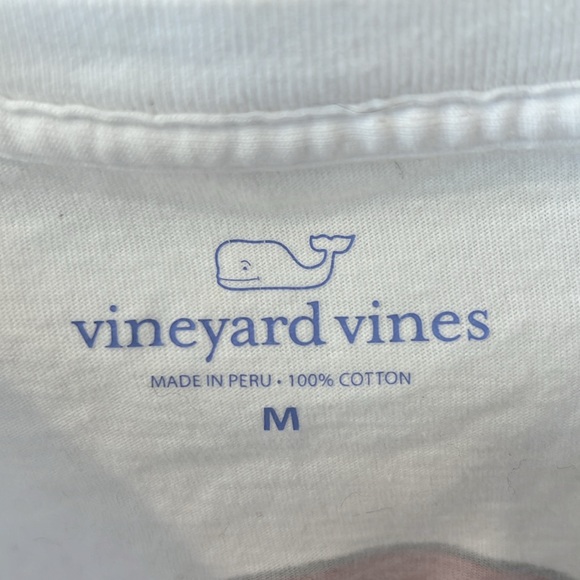 vineyard vines
MADE IN PERU • 100% COTTON
M